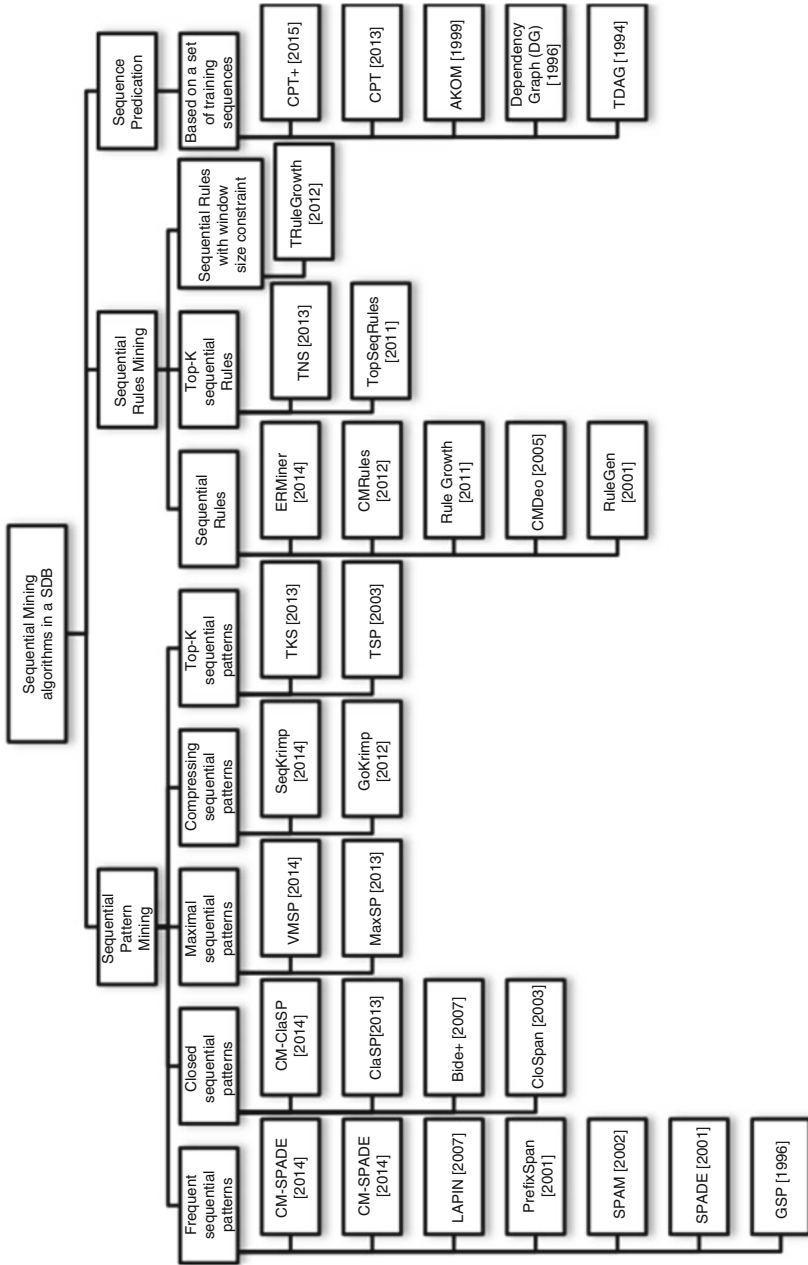 Sequential Mining
algorithms in a SDB
Sequential
Pattern
Mining
Frequent
sequential
patterns
CM-SPADE
[2014]
CM-SPADE
[2014]
LAPIN [2007]
PrefixSpan
[2001]
SPAM [2002]
SPADE [2001]
GSP [1996]
Closed
sequential
patterns
CM-ClaSP
[2014]
ClaSP[2013]
Bide+ [2007]
CloSpan [2003]
Maximal
sequential
patterns
VMSP [2014]
MaxSP [2013]
Compressing
sequential
patterns
SeqKrimp
[2014]
GoKrimp
[2012]
Top-K
sequential
patterns
TKS [2013]
TSP [2003]
Sequential
Rules Mining
Sequential
Rules
ERMiner
[2014]
CMRules
[2012]
Rule Growth
[2011]
CMDeo [2005]
RuleGen
[2001]
Top-K
sequential
Rules
TNS [2013]
TopSeqRules
[2011]
Sequential Rules
with window
size constraint
TRuleGrowth
[2012]
Sequence
Predication
Based on a set
of training
sequences
CPT+ [2015]
CPT [2013]
AKOM [1999]
Dependency
Graph (DG)
[1996]
TDAG [1994]